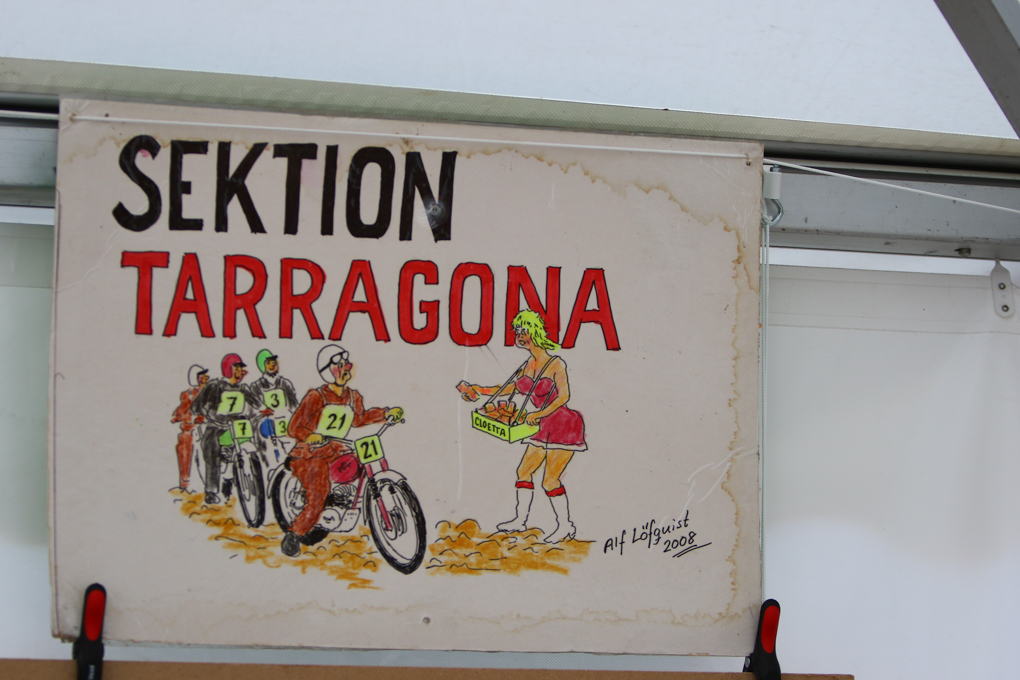 SEKTION
TARRAGONA
7
3
7
3
21
21
CLOETTA
Alf Löfquist
2008